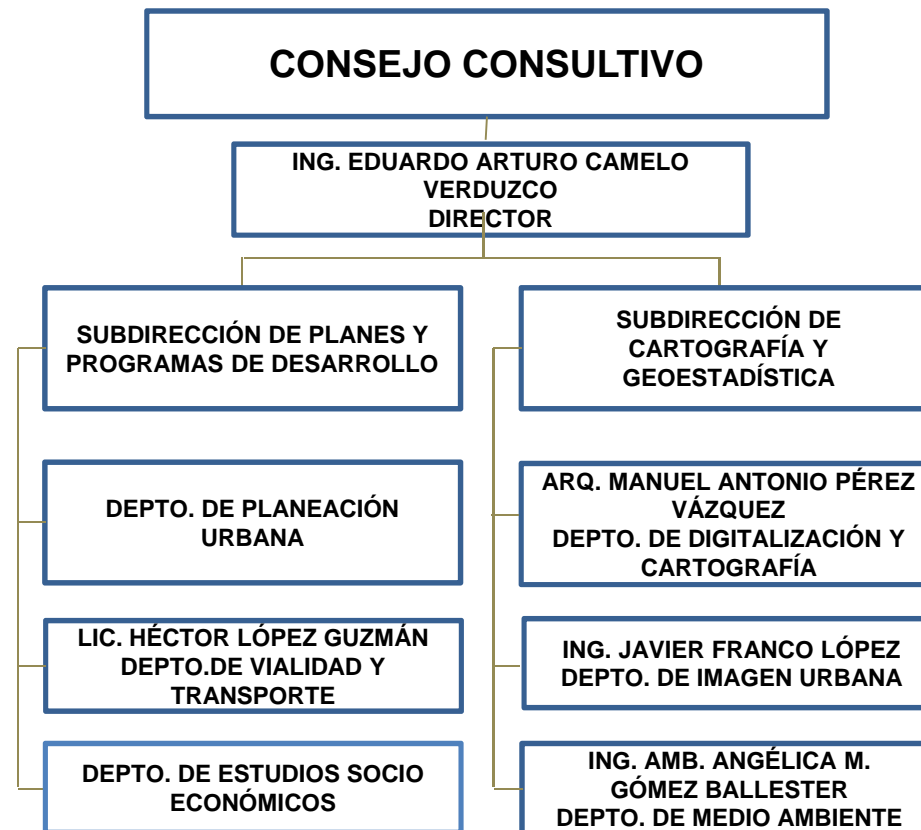 CONSEJO CONSULTIVO
ING. EDUARDO ARTURO CAMELO
VERDUZCO
DIRECTOR
SUBDIRECCIÓN DE PLANES Y
PROGRAMAS DE DESARROLLO
DEPTO. DE PLANEACIÓN
URBANA
LIC. HÉCTOR LÓPEZ GUZMÁN
DEPTO.DE VIALIDAD Y
TRANSPORTE
DEPTO. DE ESTUDIOS SOCIO
ECONÓMICOS
SUBDIRECCIÓN DE
CARTOGRAFÍA Y
GEOESTADÍSTICA
ARQ. MANUEL ANTONIO PÉREZ
VÁZQUEZ
DEPTO. DE DIGITALIZACIÓN Y
CARTOGRAFÍA
ING. JAVIER FRANCO LÓPEZ
DEPTO. DE IMAGEN URBANA
ING. AMB. ANGÉLICA M.
GÓMEZ BALLESTER
DEPTO. DE MEDIO AMBIENTE